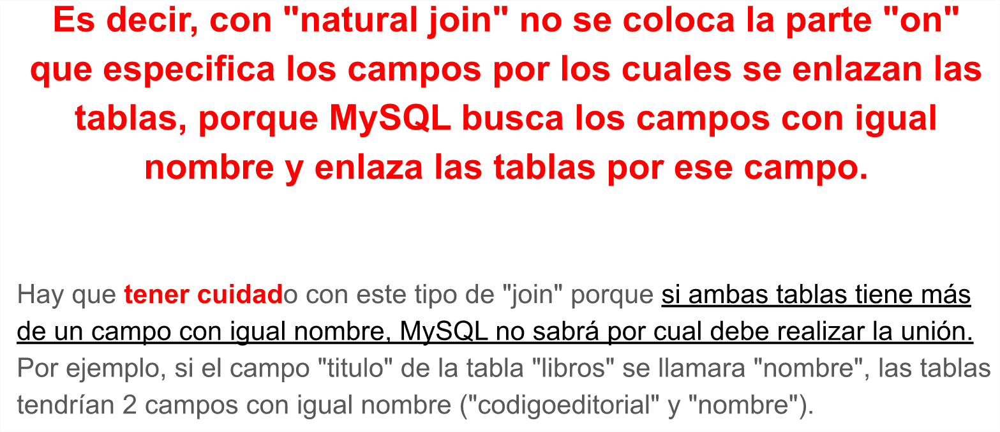 Es decir, con "natural join" no se coloca la parte "on"
que especifica los campos por los cuales se enlazan las
tablas, porque MySQL busca los campos con igual
nombre y enlaza las tablas por ese campo.
Hay que tener cuidado con este tipo de "join" porque si ambas tablas tiene más
de un campo con igual nombre, MySQL no sabrá por cual debe realizar la unión.
Por ejemplo, si el campo "titulo" de la tabla "libros" se llamara "nombre", las tablas
tendrían 2 campos con igual nombre ("codigoeditorial" y "nombre").